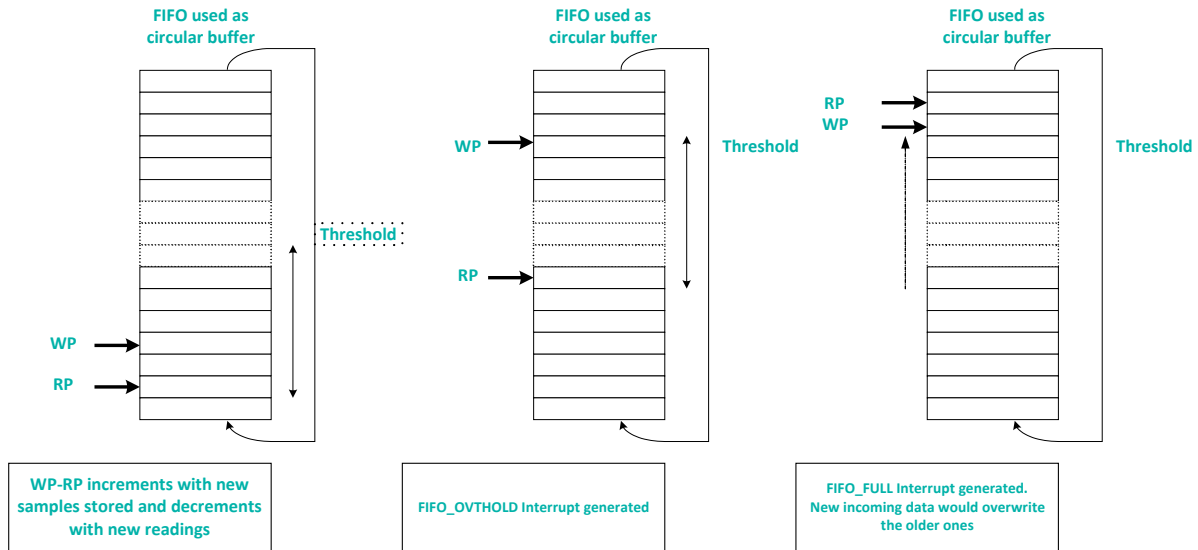 FIFO used as
circular buffer
Threshold
WP
RP
WP-RP increments with new
samples stored and decrements
with new readings
FIFO used as
circular buffer
WP
Threshold
RP
FIFO_OVTHOLD Interrupt generated
FIFO used as
circular buffer
RP
WP
Threshold
FIFO_FULL Interrupt generated.
New incoming data would overwrite
the older ones